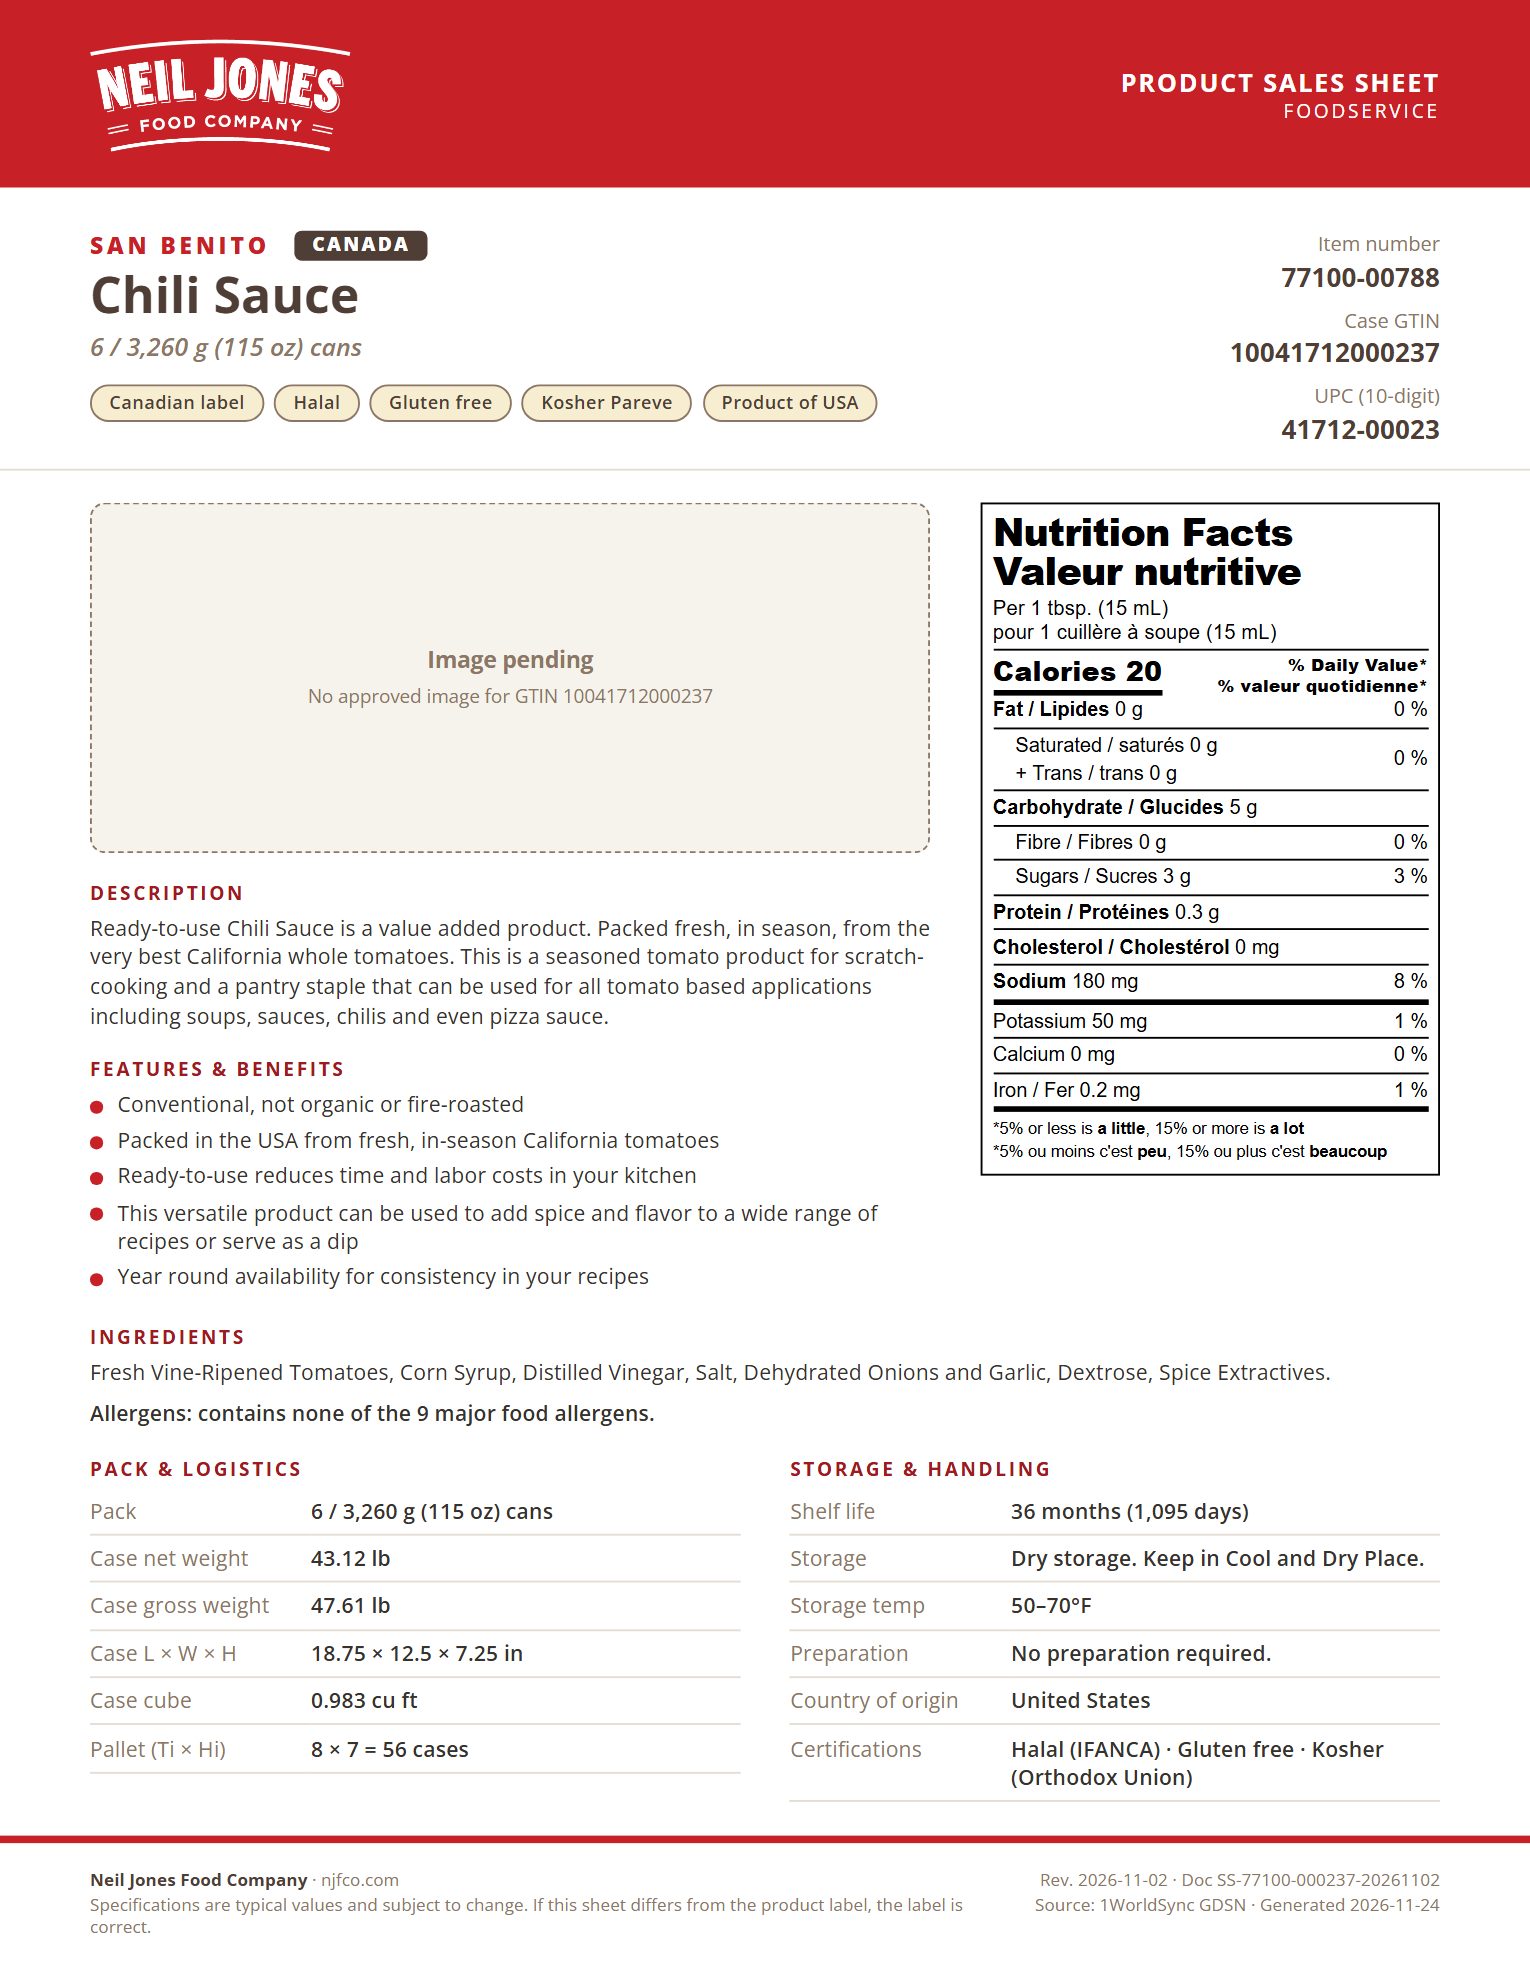 NEIL JONES
FOOD COMPANY
PRODUCT SALES SHEET
FOODSERVICE
SAN BENITO CANADA
Chili Sauce
6 / 3,260 g (115 oz) cans
Canadian label Halal Gluten free Kosher Pareve Product of USA
Item number
77100-00788
Case GTIN
10041712000237
UPC (10-digit)
41712-00023
Image pending
No approved image for GTIN 10041712000237
DESCRIPTION
Ready-to-use Chili Sauce is a value added product. Packed fresh, in season, from the
very best California whole tomatoes. This is a seasoned tomato product for scratch-
cooking and a pantry staple that can be used for all tomato based applications
including soups, sauces, chilis and even pizza sauce.
FEATURES & BENEFITS
Conventional, not organic or fire-roasted
Packed in the USA from fresh, in-season California tomatoes
Ready-to-use reduces time and labor costs in your kitchen
This versatile product can be used to add spice and flavor to a wide range of
recipes or serve as a dip
Year round availability for consistency in your recipes
Nutrition Facts
Valeur nutritive
Per 1 tbsp. (15 mL)
pour 1 cuillère à soupe (15 mL)
Calories 20
% Daily Value*
% valeur quotidienne*
Fat / Lipides 0 g 0 %
Saturated / saturés 0 g
+ Trans / trans 0 g 0 %
Carbohydrate / Glucides 5 g
Fibre / Fibres 0 g 0 %
Sugars / Sucres 3 g 3 %
Protein / Protéines 0.3 g
Cholesterol / Cholestérol 0 mg
Sodium 180 mg 8 %
Potassium 50 mg 1 %
Calcium 0 mg 0 %
Iron / Fer 0.2 mg 1 %
*5% or less is a little, 15% or more is a lot
*5% ou moins c'est peu, 15% ou plus c'est beaucoup
INGREDIENTS
Fresh Vine-Ripened Tomatoes, Corn Syrup, Distilled Vinegar, Salt, Dehydrated Onions and Garlic, Dextrose, Spice Extractives.
Allergens: contains none of the 9 major food allergens.
PACK & LOGISTICS
Pack 6 / 3,260 g (115 oz) cans
Case net weight 43.12 lb
Case gross weight 47.61 lb
Case L × W × H 18.75 × 12.5 × 7.25 in
Case cube 0.983 cu ft
Pallet (Ti × Hi) 8 × 7 = 56 cases
STORAGE & HANDLING
Shelf life 36 months (1,095 days)
Storage Dry storage. Keep in Cool and Dry Place.
Storage temp 50–70°F
Preparation No preparation required.
Country of origin United States
Certifications Halal (IFANCA) · Gluten free · Kosher
(Orthodox Union)
Neil Jones Food Company · njfco.com
Specifications are typical values and subject to change. If this sheet differs from the product label, the label is
correct.
Rev. 2026-11-02 · Doc SS-77100-000237-20261102
Source: 1WorldSync GDSN · Generated 2026-11-24